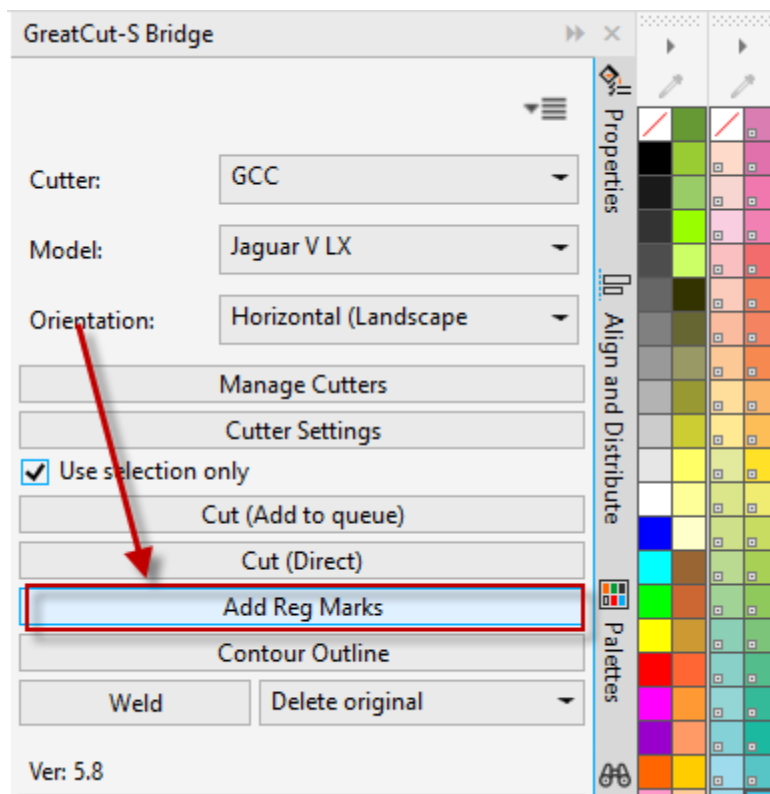 GreatCut-S Bridge
Cutter:
GCC
Model:
Jaguar V LX
Orientation:
Horizontal (Landscape
Manage Cutters
Cutter Settings
Use selection only
Cut (Add to queue)
Cut (Direct)
Add Reg Marks
Contour Outline
Weld
Delete original
Ver: 5.8
Properties
Align and Distribute
Palettes